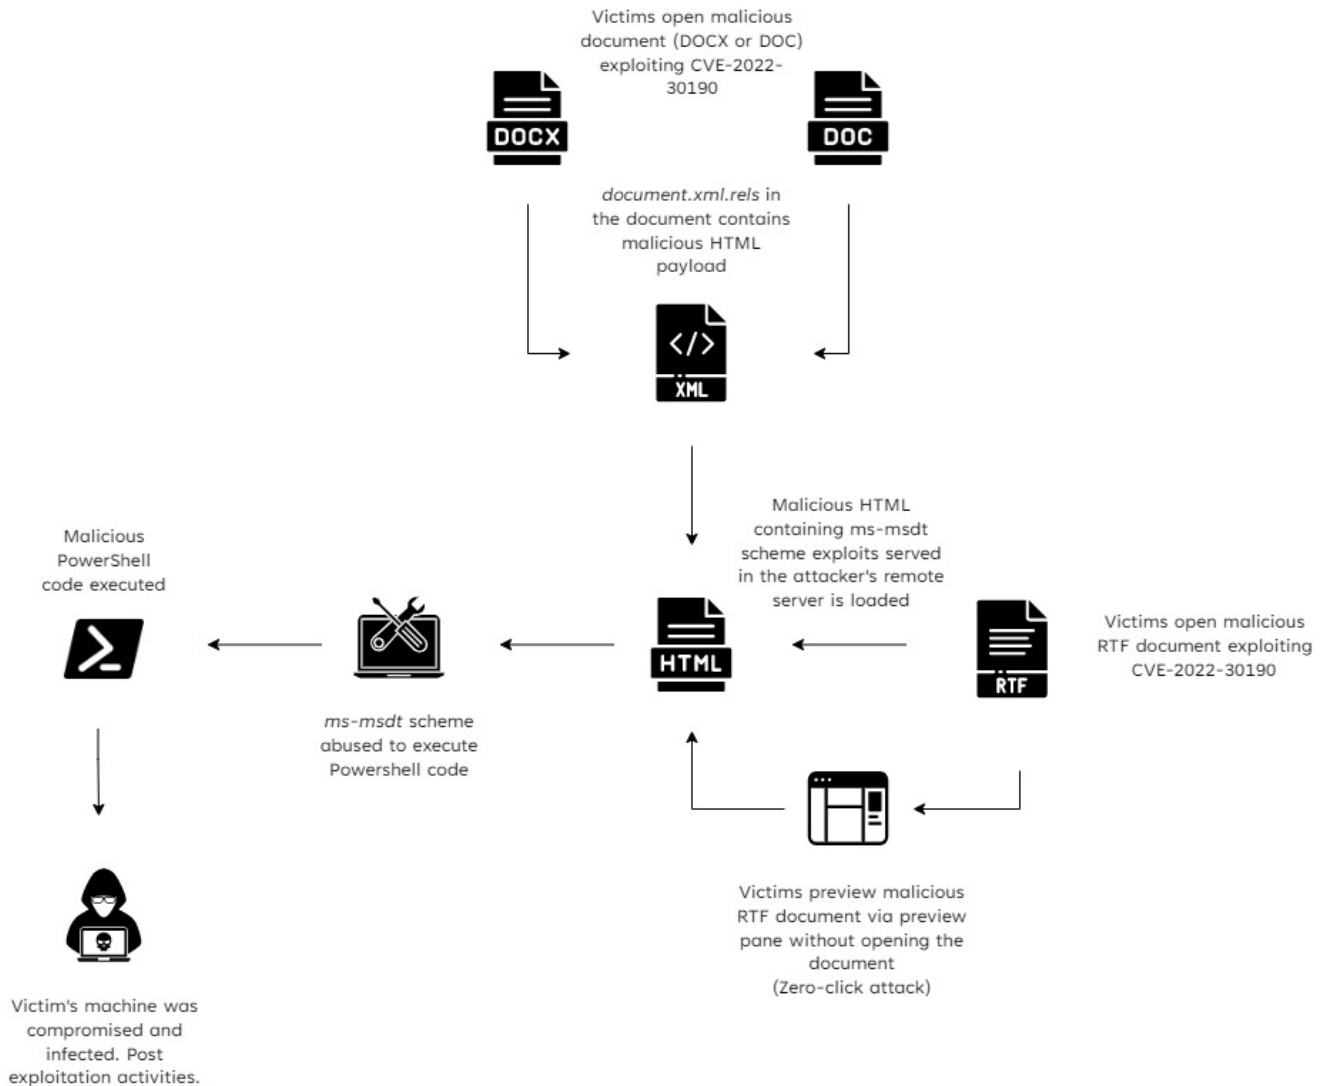 Victims open malicious
document (DOCX or DOC)
exploiting CVE-2022-
30190
DOCX
DOC
document.xml.rels in
the document contains
malicious HTML
payload
</>
XML
Malicious HTML
containing ms-msdt
scheme exploits served
in the attacker's remote
server is loaded
Malicious
PowerShell
code executed
HTML
RTF
Victims open malicious
RTF document exploiting
CVE-2022-30190
ms-msdt scheme
abused to execute
Powershell code
Victims preview malicious
RTF document via preview
pane without opening the
document
(Zero-click attack)
Victim's machine was
compromised and
infected. Post
exploitation activities.